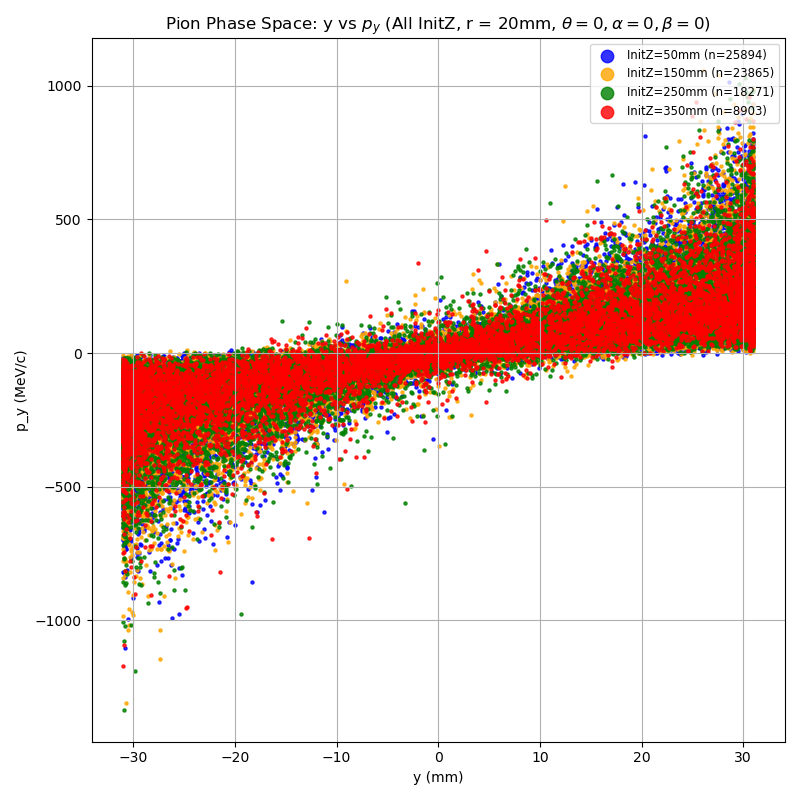 Pion Phase Space: y vs p_y (All InitZ, r = 20mm, θ = 0, α = 0, β = 0)
InitZ=50mm (n=25894)
InitZ=150mm (n=23865)
InitZ=250mm (n=18271)
InitZ=350mm (n=8903)
1000
500
0
−500
−1000
p_y (MeV/c)
−30 −20 −10 0 10 20 30
y (mm)